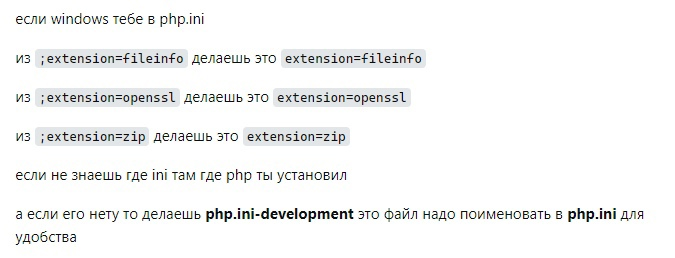 если windows тебе в php.ini
из ;extension=fileinfo делаешь это extension=fileinfo
из ;extension=openssl делаешь это extension=openssl
из ;extension=zip делаешь это extension=zip
если не знаешь где ini там где php ты установил
а если его нету то делаешь php.ini-development это файл надо поименовать в php.ini для
удобства